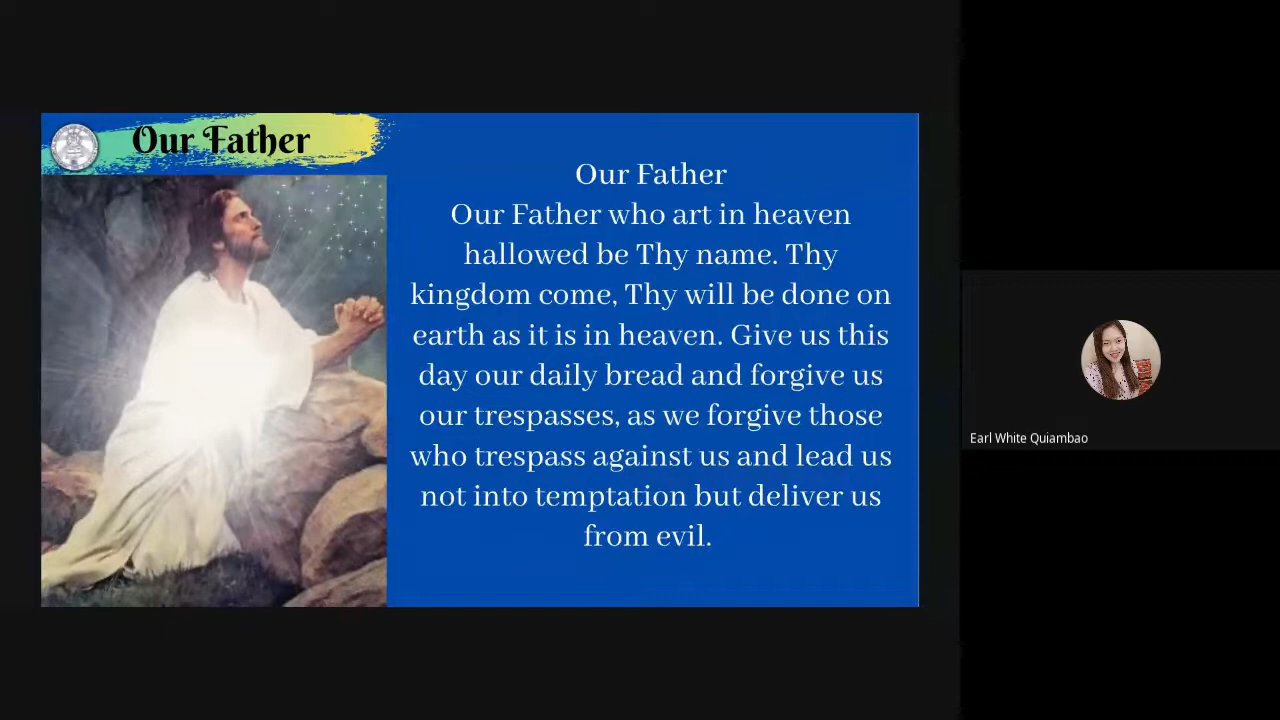 Our Father
Our Father
Our Father who art in heaven
hallowed be Thy name. Thy
kingdom come, Thy will be done on
earth as it is in heaven. Give us this
day our daily bread and forgive us
our trespasses, as we forgive those
who trespass against us and lead us
not into temptation but deliver us
from evil.
Earl White Quiambao